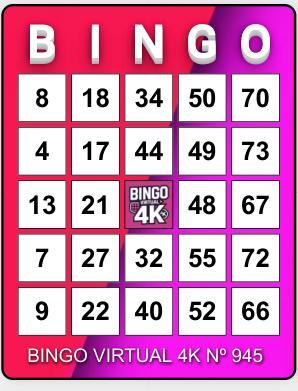 B I N G O
8 18 34 50 70
4 17 44 49 73
13 21 BINGO VIRTUAL 4K 48 67
7 27 32 55 72
9 22 40 52 66
BINGO VIRTUAL 4K Nº 945